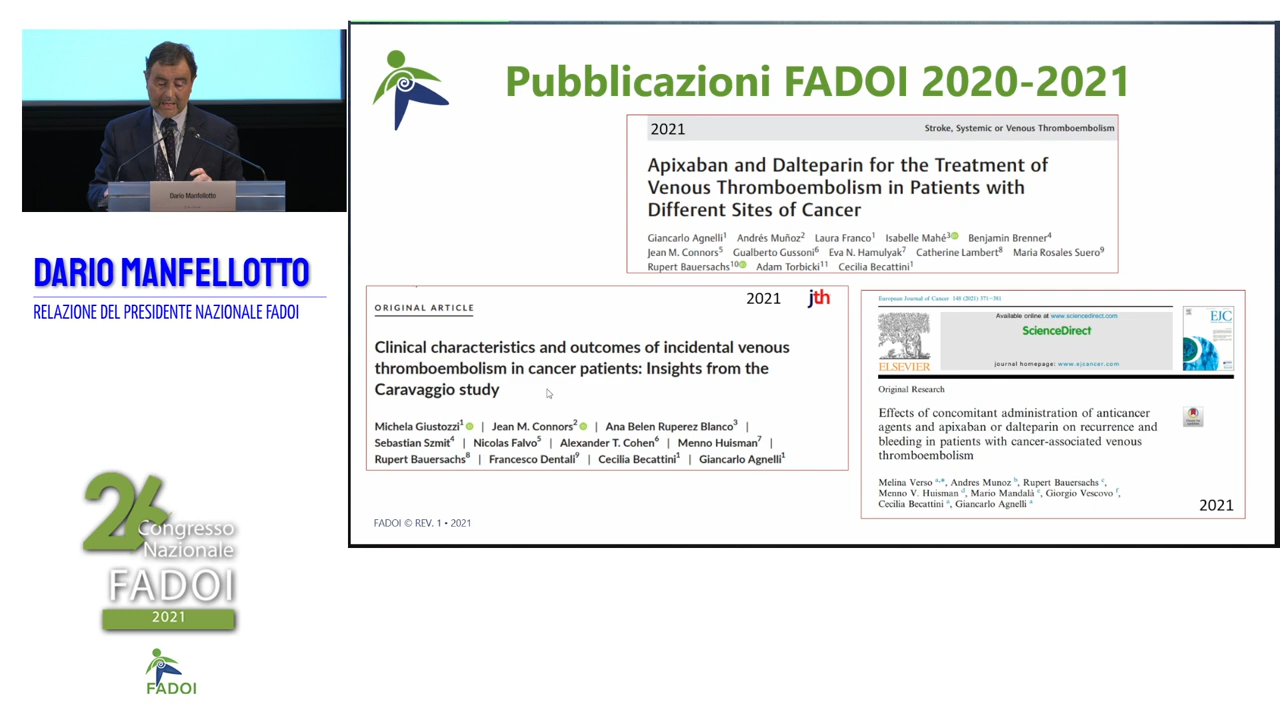 Dario Manfellotto
DARIO MANFELLOTTO
RELAZIONE DEL PRESIDENTE NAZIONALE FADOI
26
Congresso
Nazionale
FADOI
2021
FADOI
Pubblicazioni FADOI 2020-2021
2021
Stroke, Systemic or Venous Thromboembolism
Apixaban and Dalteparin for the Treatment of
Venous Thromboembolism in Patients with
Different Sites of Cancer
Giancarlo Agnelli1 Andrés Muñoz2 Laura Franco1 Isabelle Mahé3 Benjamin Brenner4
Jean M. Connors5 Gualberto Gussoni6 Eva N. Hamulyak7 Catherine Lambert8 Maria Rosales Suero9
Rupert Bauersachs10 Adam Torbicki11 Cecilia Becattini1
ORIGINAL ARTICLE
2021
jth
Clinical characteristics and outcomes of incidental venous
thromboembolism in cancer patients: Insights from the
Caravaggio study
Michela Giustozzi1 | Jean M. Connors2 | Ana Belen Ruperez Blanco3 |
Sebastian Szmit4 | Nicolas Falvo5 | Alexander T. Cohen6 | Menno Huisman7 |
Rupert Bauersachs8 | Francesco Dentali9 | Cecilia Becattini1 | Giancarlo Agnelli1
European Journal of Cancer 148 (2021) 371–381
Available online at www.sciencedirect.com
ScienceDirect
journal homepage: www.ejcancer.com
ELSEVIER
EJC
Original Research
Effects of concomitant administration of anticancer
agents and apixaban or dalteparin on recurrence and
bleeding in patients with cancer-associated venous
thromboembolism
Melina Verso a,*, Andres Munoz b, Rupert Bauersachs c,
Menno V. Huisman d, Mario Mandalà e, Giorgio Vescovo f,
Cecilia Becattini a, Giancarlo Agnelli a
2021
FADOI © REV. 1 • 2021